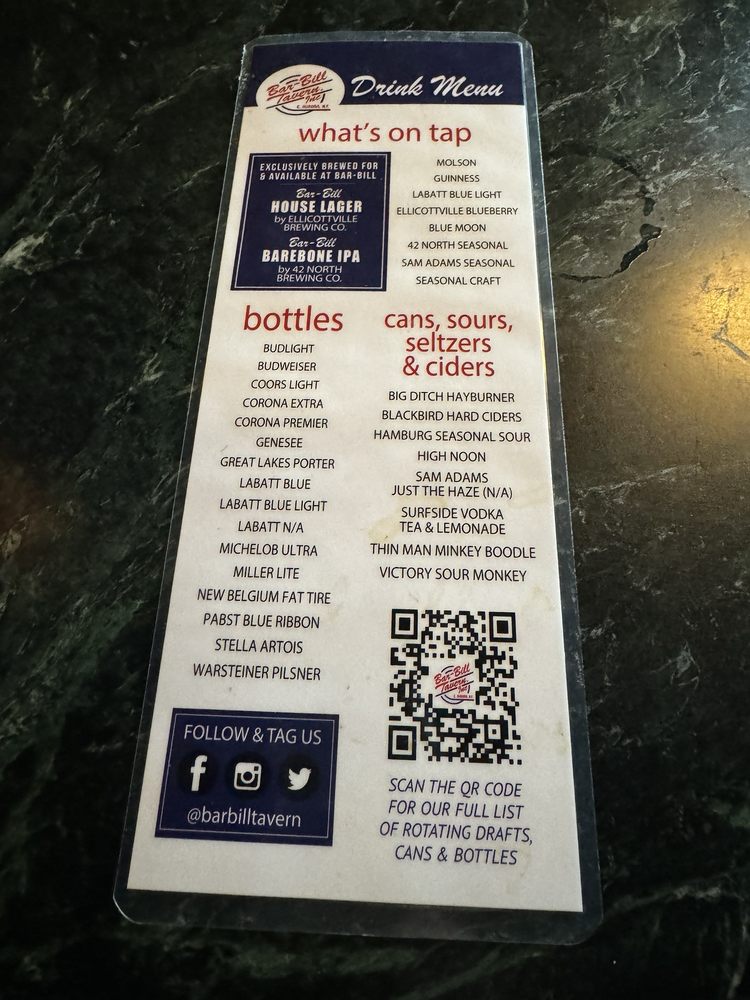 Bar-Bill
Tavern
Inc
E. AURORA, N.Y.
Drink Menu
what's on tap
EXCLUSIVELY BREWED FOR
& AVAILABLE AT BAR-BILL
Bar-Bill
HOUSE LAGER
by ELLICOTTVILLE
BREWING CO.
Bar-Bill
BAREBONE IPA
by 42 NORTH
BREWING CO.
MOLSON
GUINNESS
LABATT BLUE LIGHT
ELLICOTTVILLE BLUEBERRY
BLUE MOON
42 NORTH SEASONAL
SAM ADAMS SEASONAL
SEASONAL CRAFT
bottles
BUDLIGHT
BUDWEISER
COORS LIGHT
CORONA EXTRA
CORONA PREMIER
GENESEE
GREAT LAKES PORTER
LABATT BLUE
LABATT BLUE LIGHT
LABATT N/A
MICHELOB ULTRA
MILLER LITE
NEW BELGIUM FAT TIRE
PABST BLUE RIBBON
STELLA ARTOIS
WARSTEINER PILSNER
cans, sours,
seltzers
& ciders
BIG DITCH HAYBURNER
BLACKBIRD HARD CIDERS
HAMBURG SEASONAL SOUR
HIGH NOON
SAM ADAMS
JUST THE HAZE (N/A)
SURFSIDE VODKA
TEA & LEMONADE
THIN MAN MINKEY BOODLE
VICTORY SOUR MONKEY
Bar-Bill
Tavern
Inc
E. AURORA, N.Y.
FOLLOW & TAG US
@barbilltavern
SCAN THE QR CODE
FOR OUR FULL LIST
OF ROTATING DRAFTS,
CANS & BOTTLES